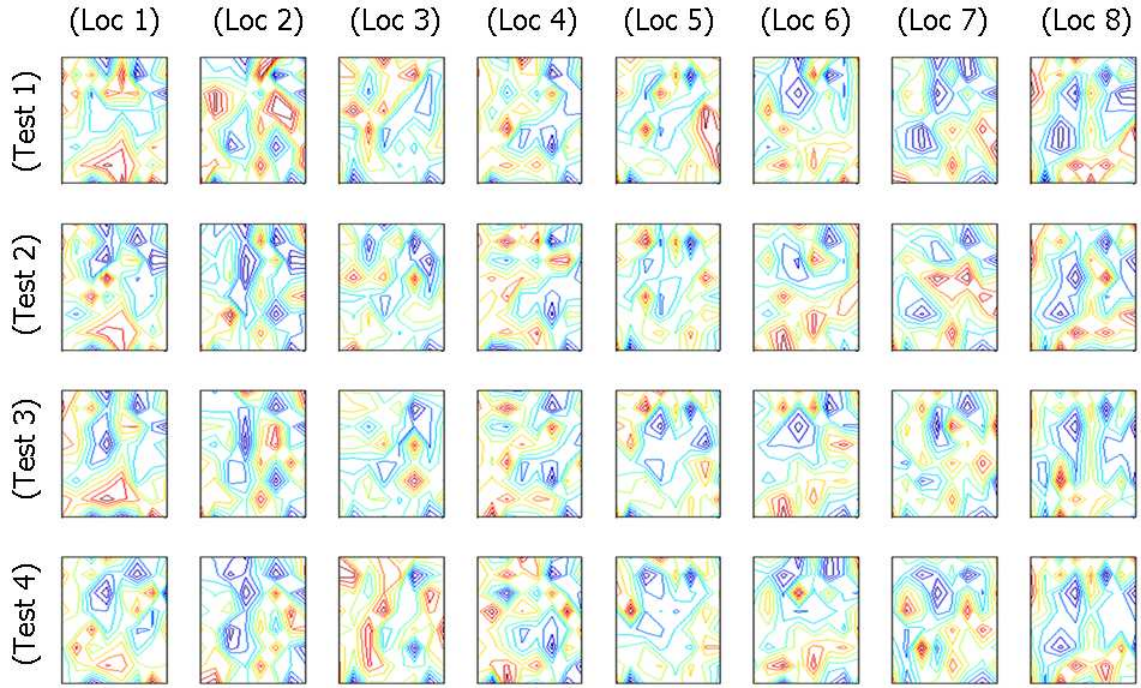 (Loc 1) (Loc 2) (Loc 3) (Loc 4) (Loc 5) (Loc 6) (Loc 7) (Loc 8)
(Test 1)
(Test 2)
(Test 3)
(Test 4)